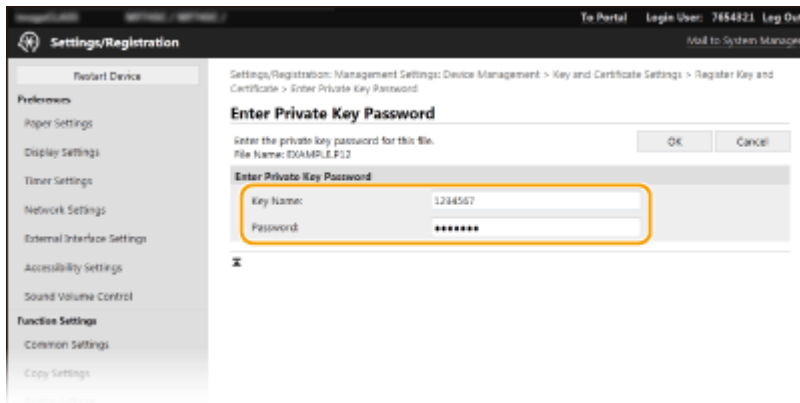 To Portal Login User: 7654321 Log Out
Settings/Registration
Mail to System Manager
Restart Device
Preferences
Paper Settings
Display Settings
Timer Settings
Network Settings
External Interface Settings
Accessibility Settings
Sound Volume Control
Function Settings
Common Settings
Copy Settings
Settings/Registration: Management Settings: Device Management > Key and Certificate Settings > Register Key and
Certificate > Enter Private Key Password
Enter Private Key Password
Enter the private key password for this file.
File Name: EXAMPLE.P12
OK
Cancel
Enter Private Key Password
Key Name: 1234567
Password: •••••••